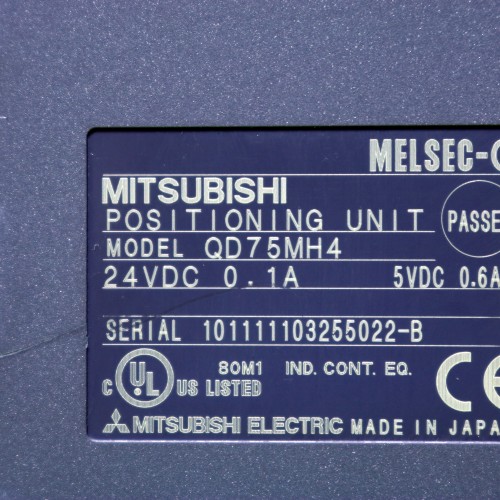 MELSEC-
MITSUBISHI
POSITIONING UNIT PASSE
MODEL QD75MH4
24VDC 0.1A 5VDC 0.6A
SERIAL 101111103255022-B
C UL US LISTED 80M1 IND. CONT. EQ. CE
MITSUBISHI ELECTRIC MADE IN JAPA